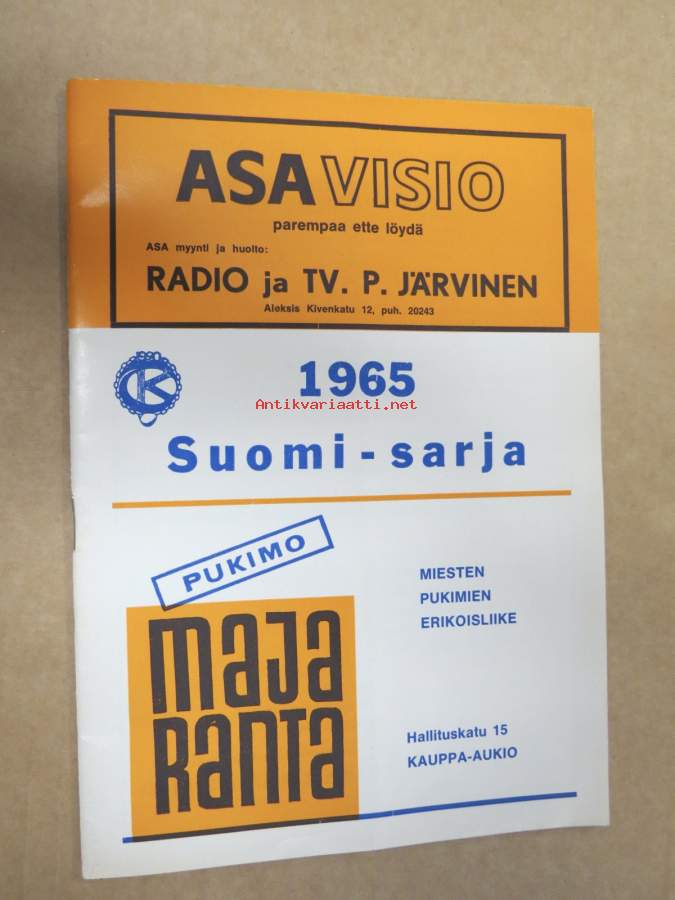 ASA VISIO
parempaa ette löydä
ASA myynti ja huolto:
RADIO ja TV. P. JÄRVINEN
Aleksis Kivenkatu 12, puh. 20243
1965
Antikvariaatti.net
Suomi-sarja
PUKIMO
MIESTEN
PUKIMIEN
ERIKOISLIIKE
maja
Ranta
Hallituskatu 15
KAUPPA-AUKIO